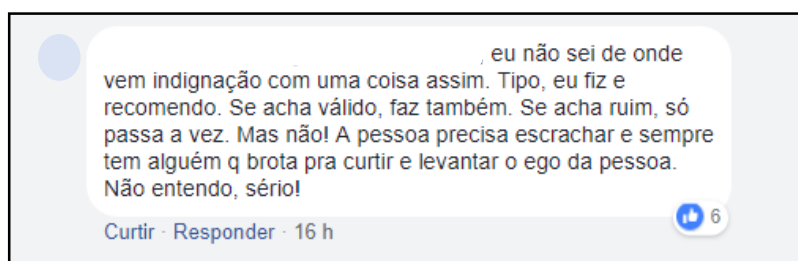 , eu não sei de onde
vem indignação com uma coisa assim. Tipo, eu fiz e
recomendo. Se acha válido, faz também. Se acha ruim, só
passa a vez. Mas não! A pessoa precisa escrachar e sempre
tem alguém q brota pra curtir e levantar o ego da pessoa.
Não entendo, sério!
6
Curtir · Responder · 16 h